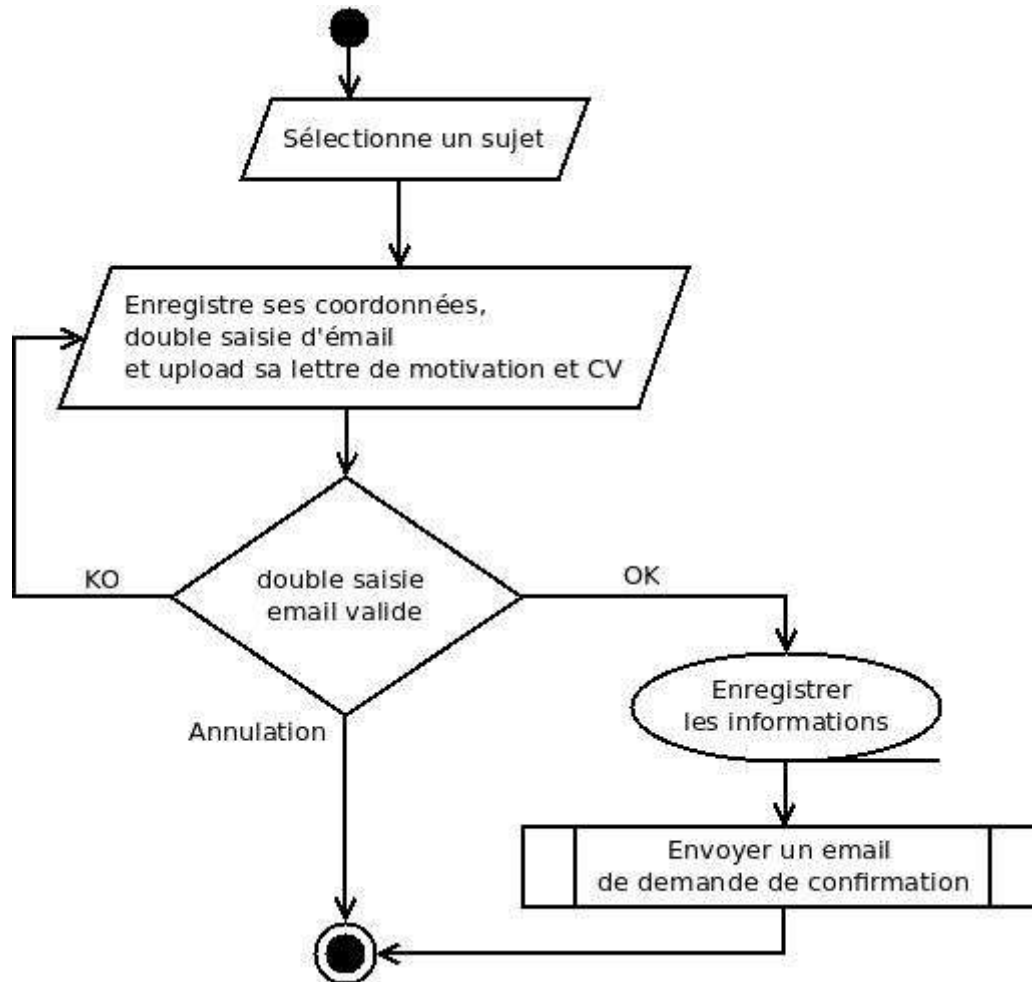 Sélectionne un sujet
Enregistre ses coordonnées,
double saisie d'émail
et upload sa lettre de motivation et CV
KO
double saisie
email valide
OK
Enregistrer
les informations
Annulation
Envoyer un email
de demande de confirmation